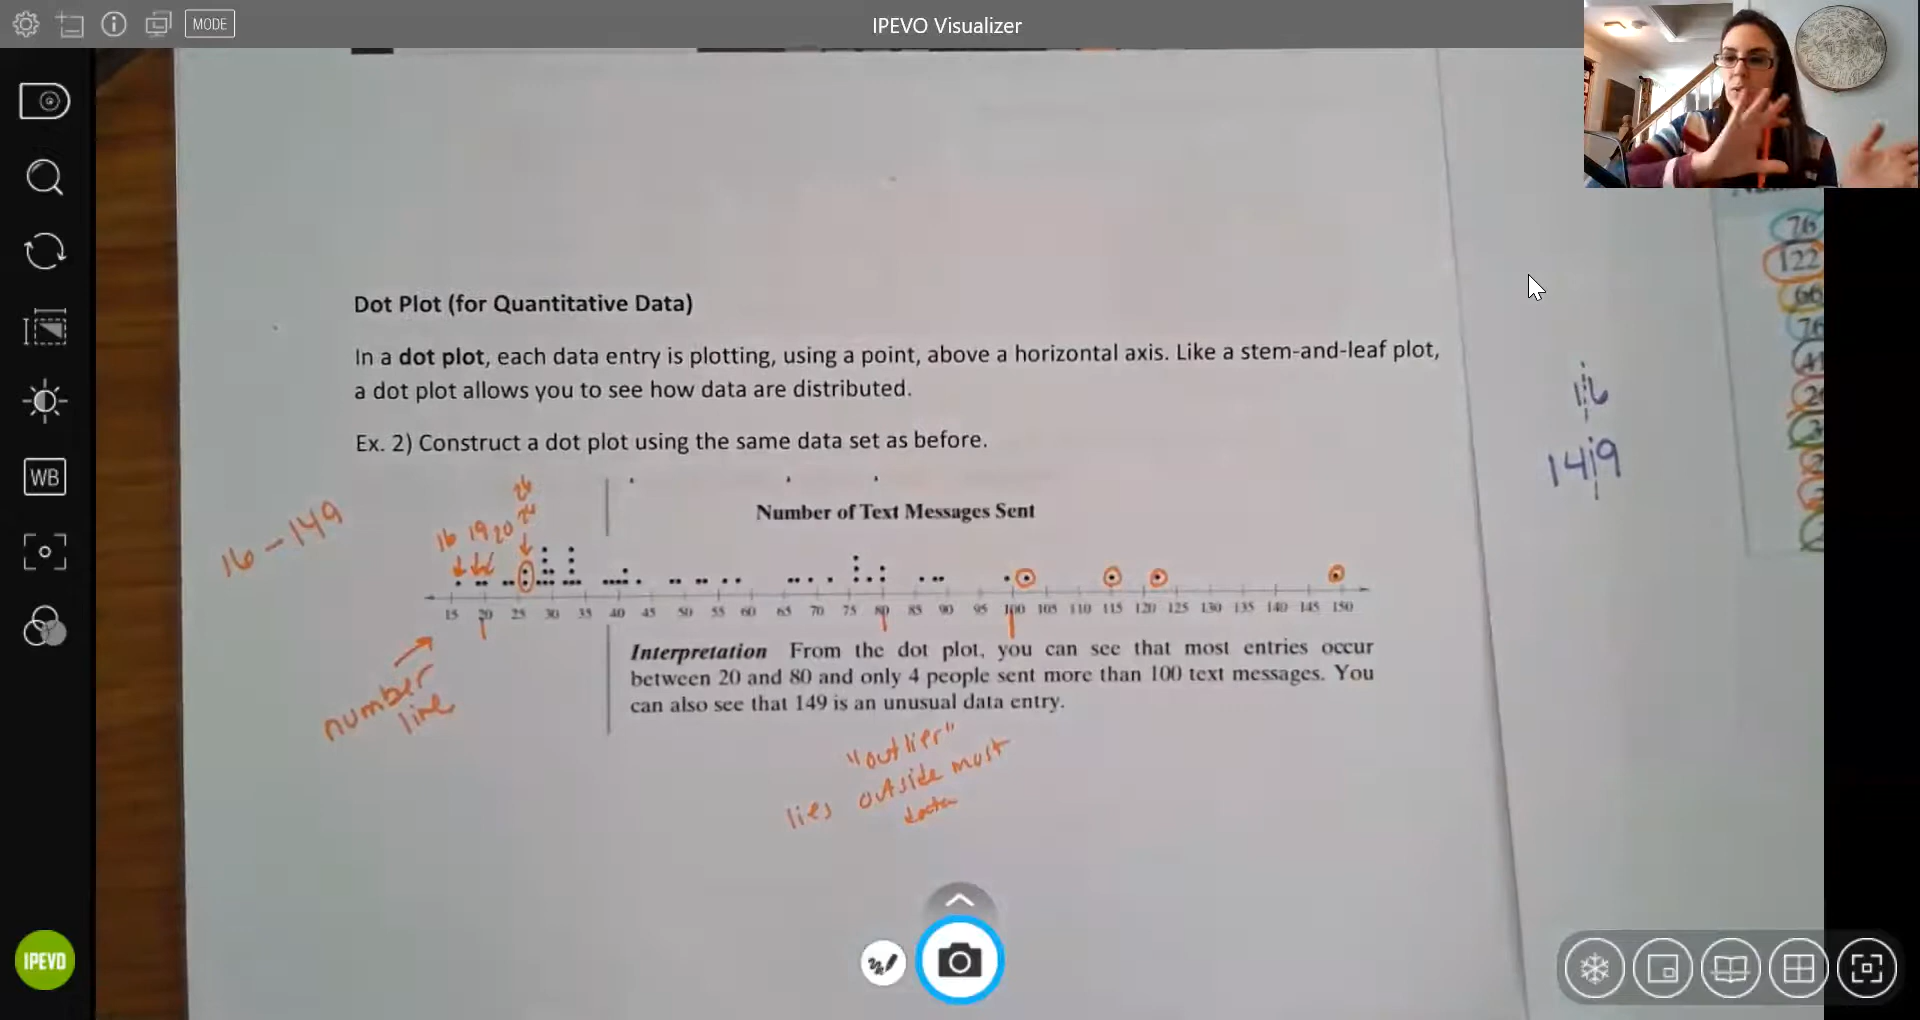 IPEVO Visualizer
MODE
WB
IPEVO
76
122
66
76
41
16
14 9
Dot Plot (for Quantitative Data)
In a dot plot, each data entry is plotting, using a point, above a horizontal axis. Like a stem-and-leaf plot,
a dot plot allows you to see how data are distributed.
Ex. 2) Construct a dot plot using the same data set as before.
16 - 149
16 19 20
Number of Text Messages Sent
15 20 25 30 35 40 45 50 55 60 65 70 75 80 85 90 95 100 105 110 115 120 125 130 135 140 145 150
number
line
Interpretation From the dot plot, you can see that most entries occur
between 20 and 80 and only 4 people sent more than 100 text messages. You
can also see that 149 is an unusual data entry.
"outlier"
lies outside most
data